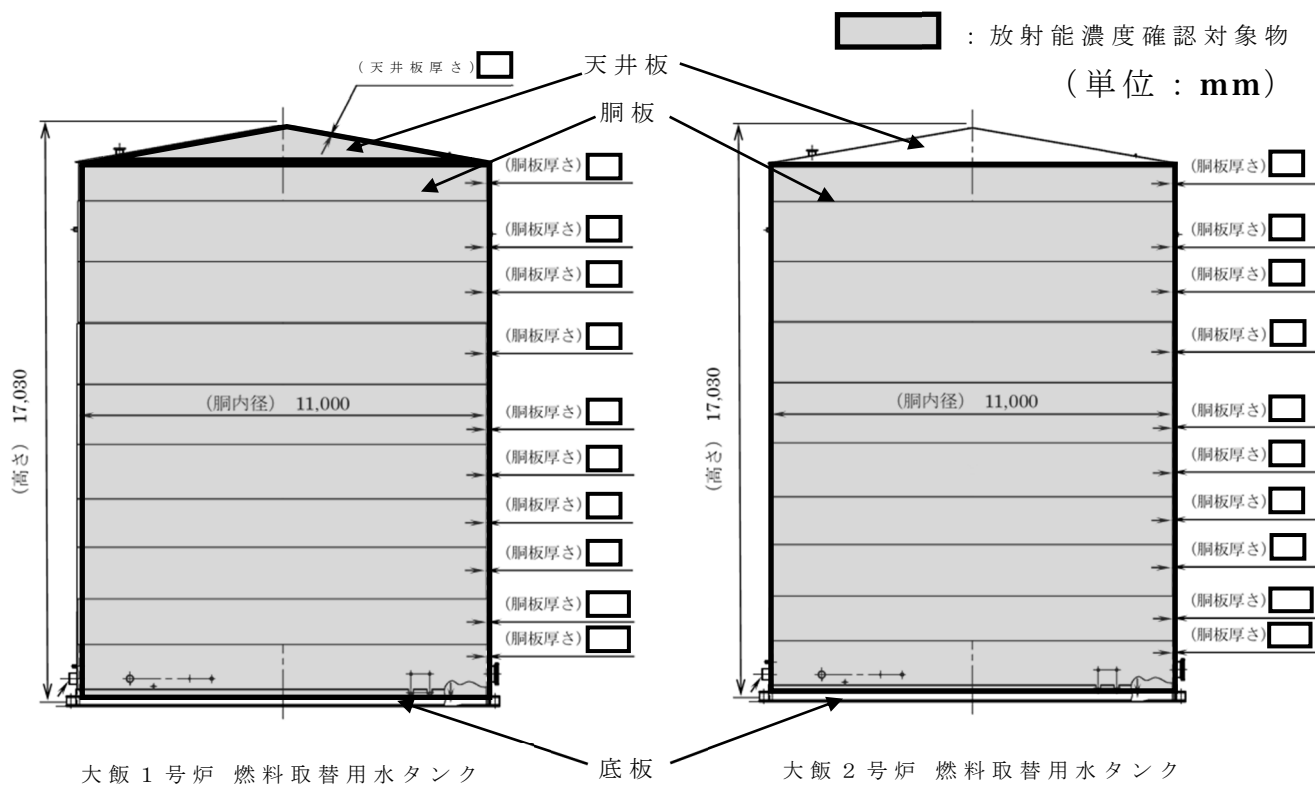 ：放射能濃度確認対象物
（単位：mm）
（天井板厚さ）
天井板
胴板
（高さ） 17,030
（胴板厚さ）
（胴板厚さ）
（胴板厚さ）
（胴板厚さ）
（胴内径） 11,000
（胴板厚さ）
（胴板厚さ）
（胴板厚さ）
（胴板厚さ）
（胴板厚さ）
（胴板厚さ）
（高さ） 17,030
（胴板厚さ）
（胴板厚さ）
（胴板厚さ）
（胴板厚さ）
（胴内径） 11,000
（胴板厚さ）
（胴板厚さ）
（胴板厚さ）
（胴板厚さ）
（胴板厚さ）
（胴板厚さ）
底板
大飯１号炉 燃料取替用水タンク
大飯２号炉 燃料取替用水タンク